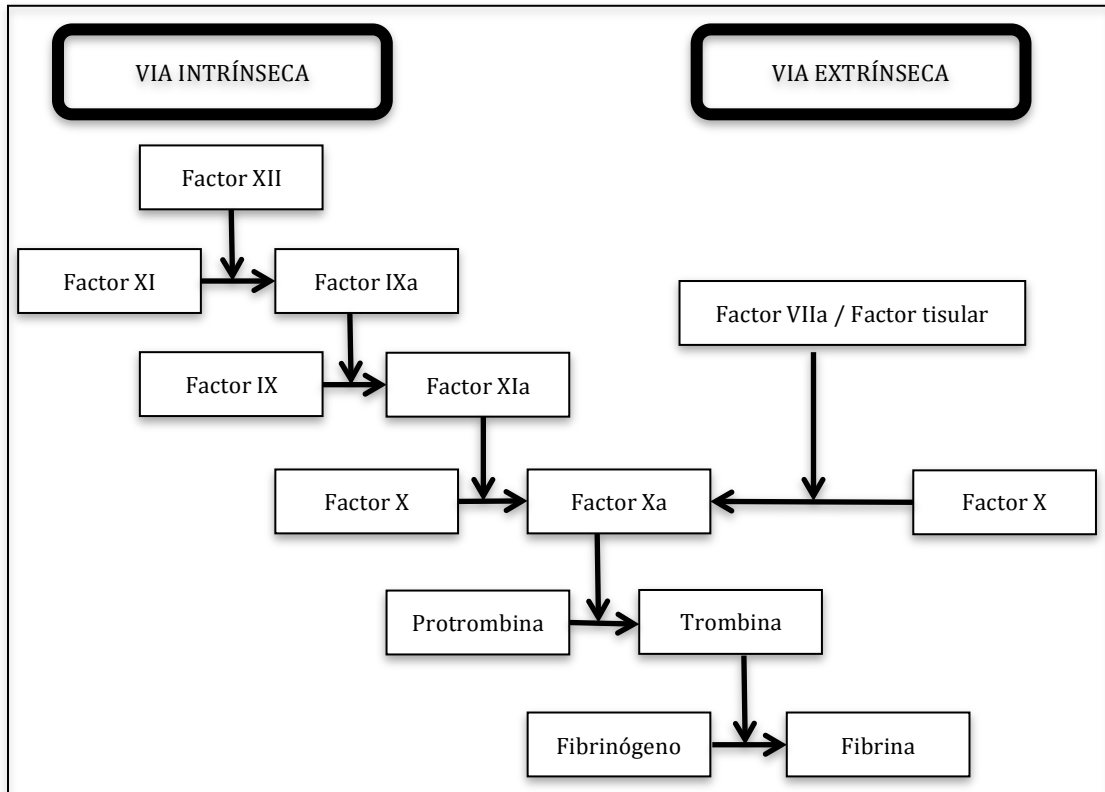 VIA INTRÍNSECA
VIA EXTRÍNSECA
Factor XII
Factor XI
Factor IXa
Factor VIIa / Factor tisular
Factor IX
Factor XIa
Factor X
Factor Xa
Factor X
Protrombina
Trombina
Fibrinógeno
Fibrina